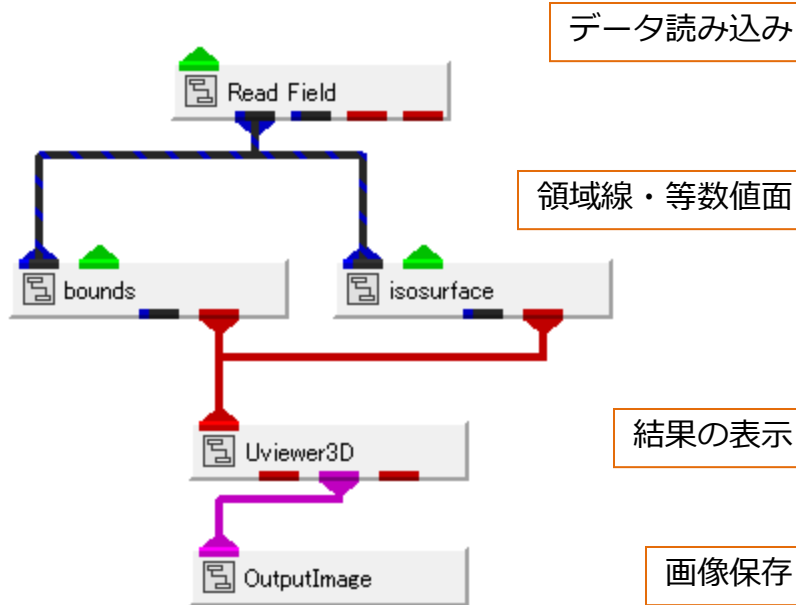 データ読み込み
Read Field
領域線・等数値面
bounds
isosurface
結果の表示
Uviewer3D
画像保存
OutputImage